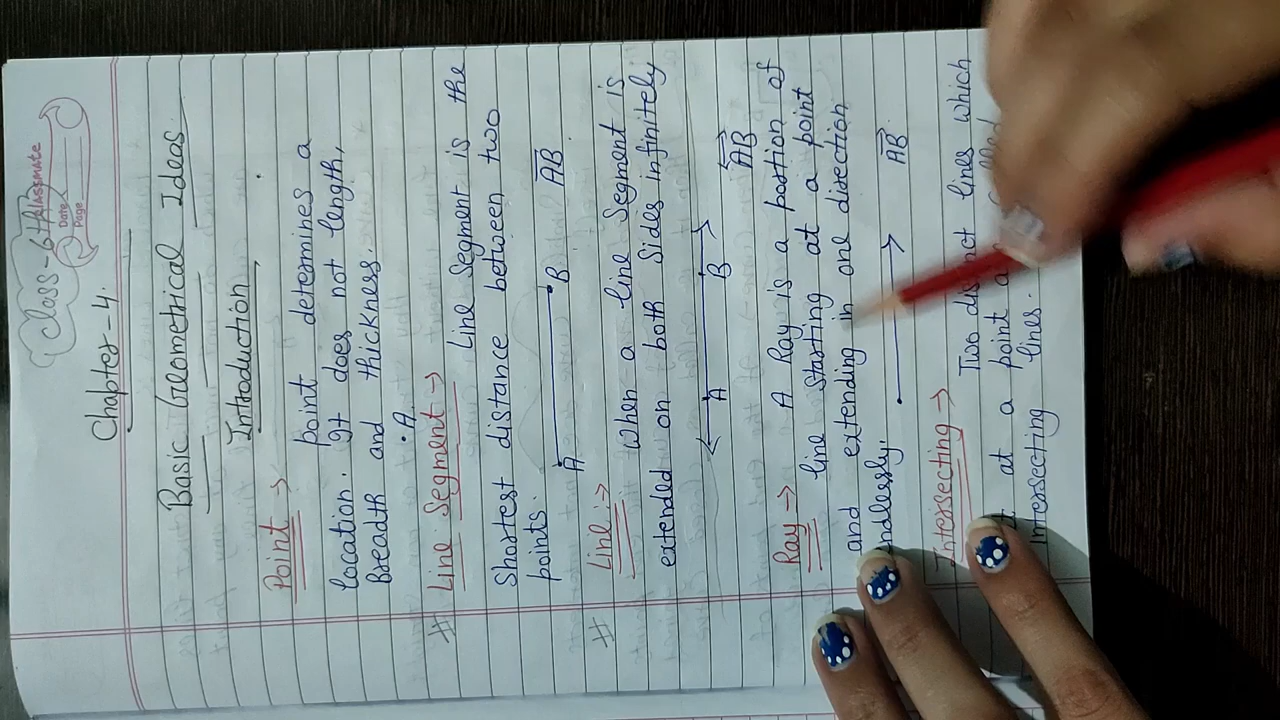 Class-6th
CLASSMATE
Date
Page
Chapter-4.
Basic Geometrical Ideas.
Introduction
Point → point determines a
location. It does not length,
Breadth and thickness.
• A
# Line Segment → Line Segment is the
Shortest distance between two
points.
A B AB
# Line :→ When a line Segment is
extended on both Sides infinitely
A B AB
Ray → A Ray is a portion of
line Starting at a point
and extending in one direction
endlessly.
AB
Intersecting → Two distinct lines which
at a point
Intersecting lines.